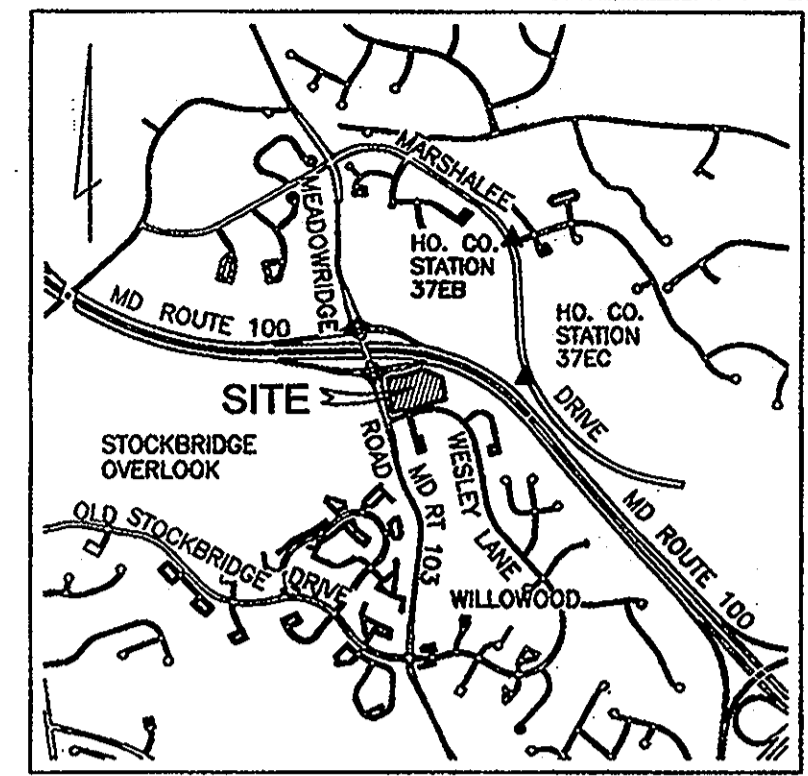 MARSHALEE
MEADOWRIDGE
HO. CO.
STATION
37EB
MD ROUTE 100
HO. CO.
STATION
37EC
SITE
DRIVE
ROAD
STOCKBRIDGE
OVERLOOK
MD RT 103
WESLEY
LANE
MD ROUTE 100
OLD STOCKBRIDGE DRIVE
WILLOWOOD